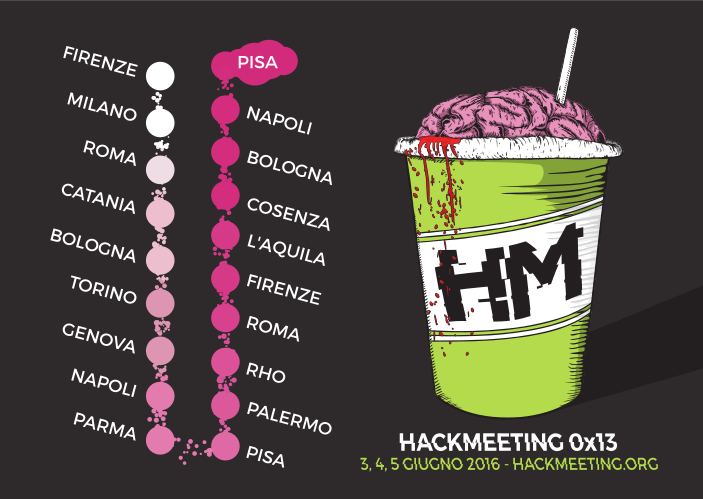 FIRENZE
MILANO
ROMA
CATANIA
BOLOGNA
TORINO
GENOVA
NAPOLI
PARMA
PISA
NAPOLI
BOLOGNA
COSENZA
L'AQUILA
FIRENZE
ROMA
RHO
PALERMO
PISA
HM
HACKMEETING 0x13
3, 4, 5 GIUGNO 2016 - HACKMEETING.ORG